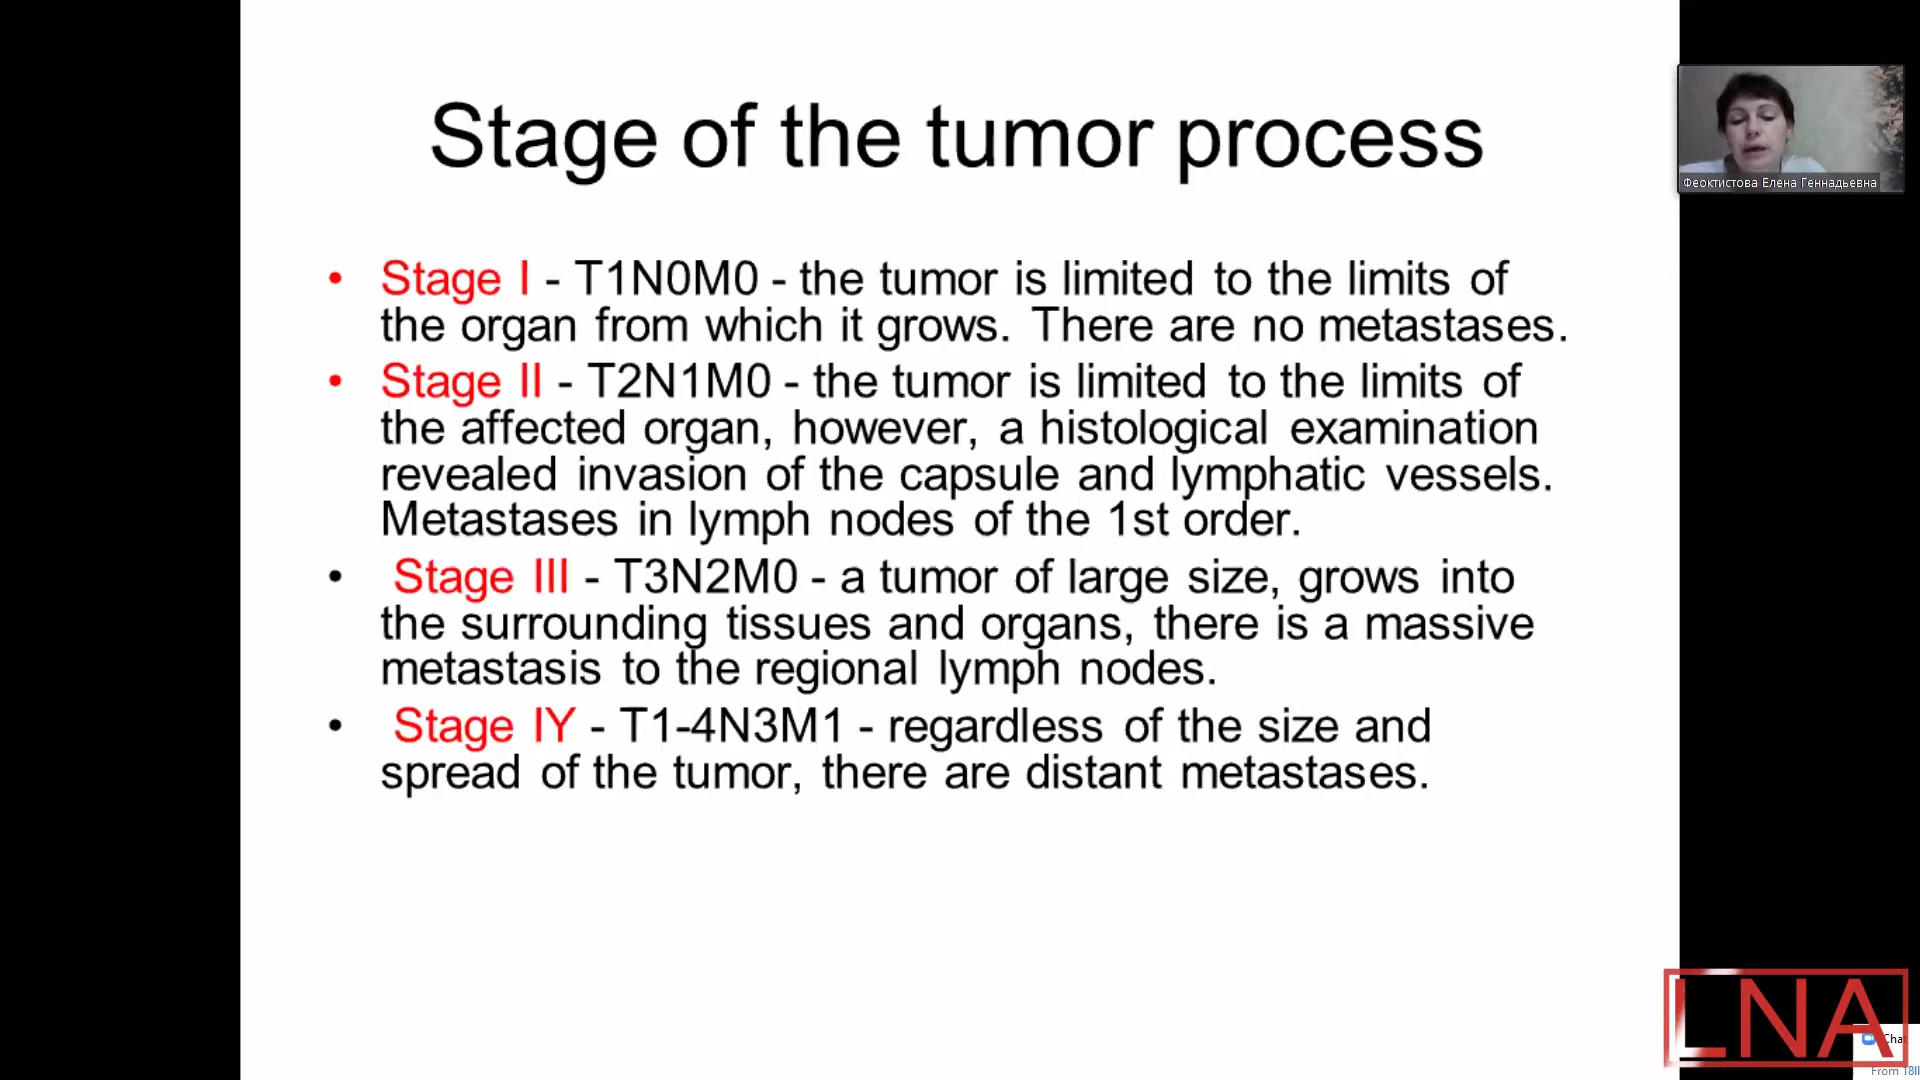 Stage of the tumor process
Феоктистова Елена Геннадьевна
• Stage I - T1N0M0 - the tumor is limited to the limits of
the organ from which it grows. There are no metastases.
• Stage II - T2N1M0 - the tumor is limited to the limits of
the affected organ, however, a histological examination
revealed invasion of the capsule and lymphatic vessels.
Metastases in lymph nodes of the 1st order.
• Stage III - T3N2M0 - a tumor of large size, grows into
the surrounding tissues and organs, there is a massive
metastasis to the regional lymph nodes.
• Stage IY - T1-4N3M1 - regardless of the size and
spread of the tumor, there are distant metastases.
LNA
From